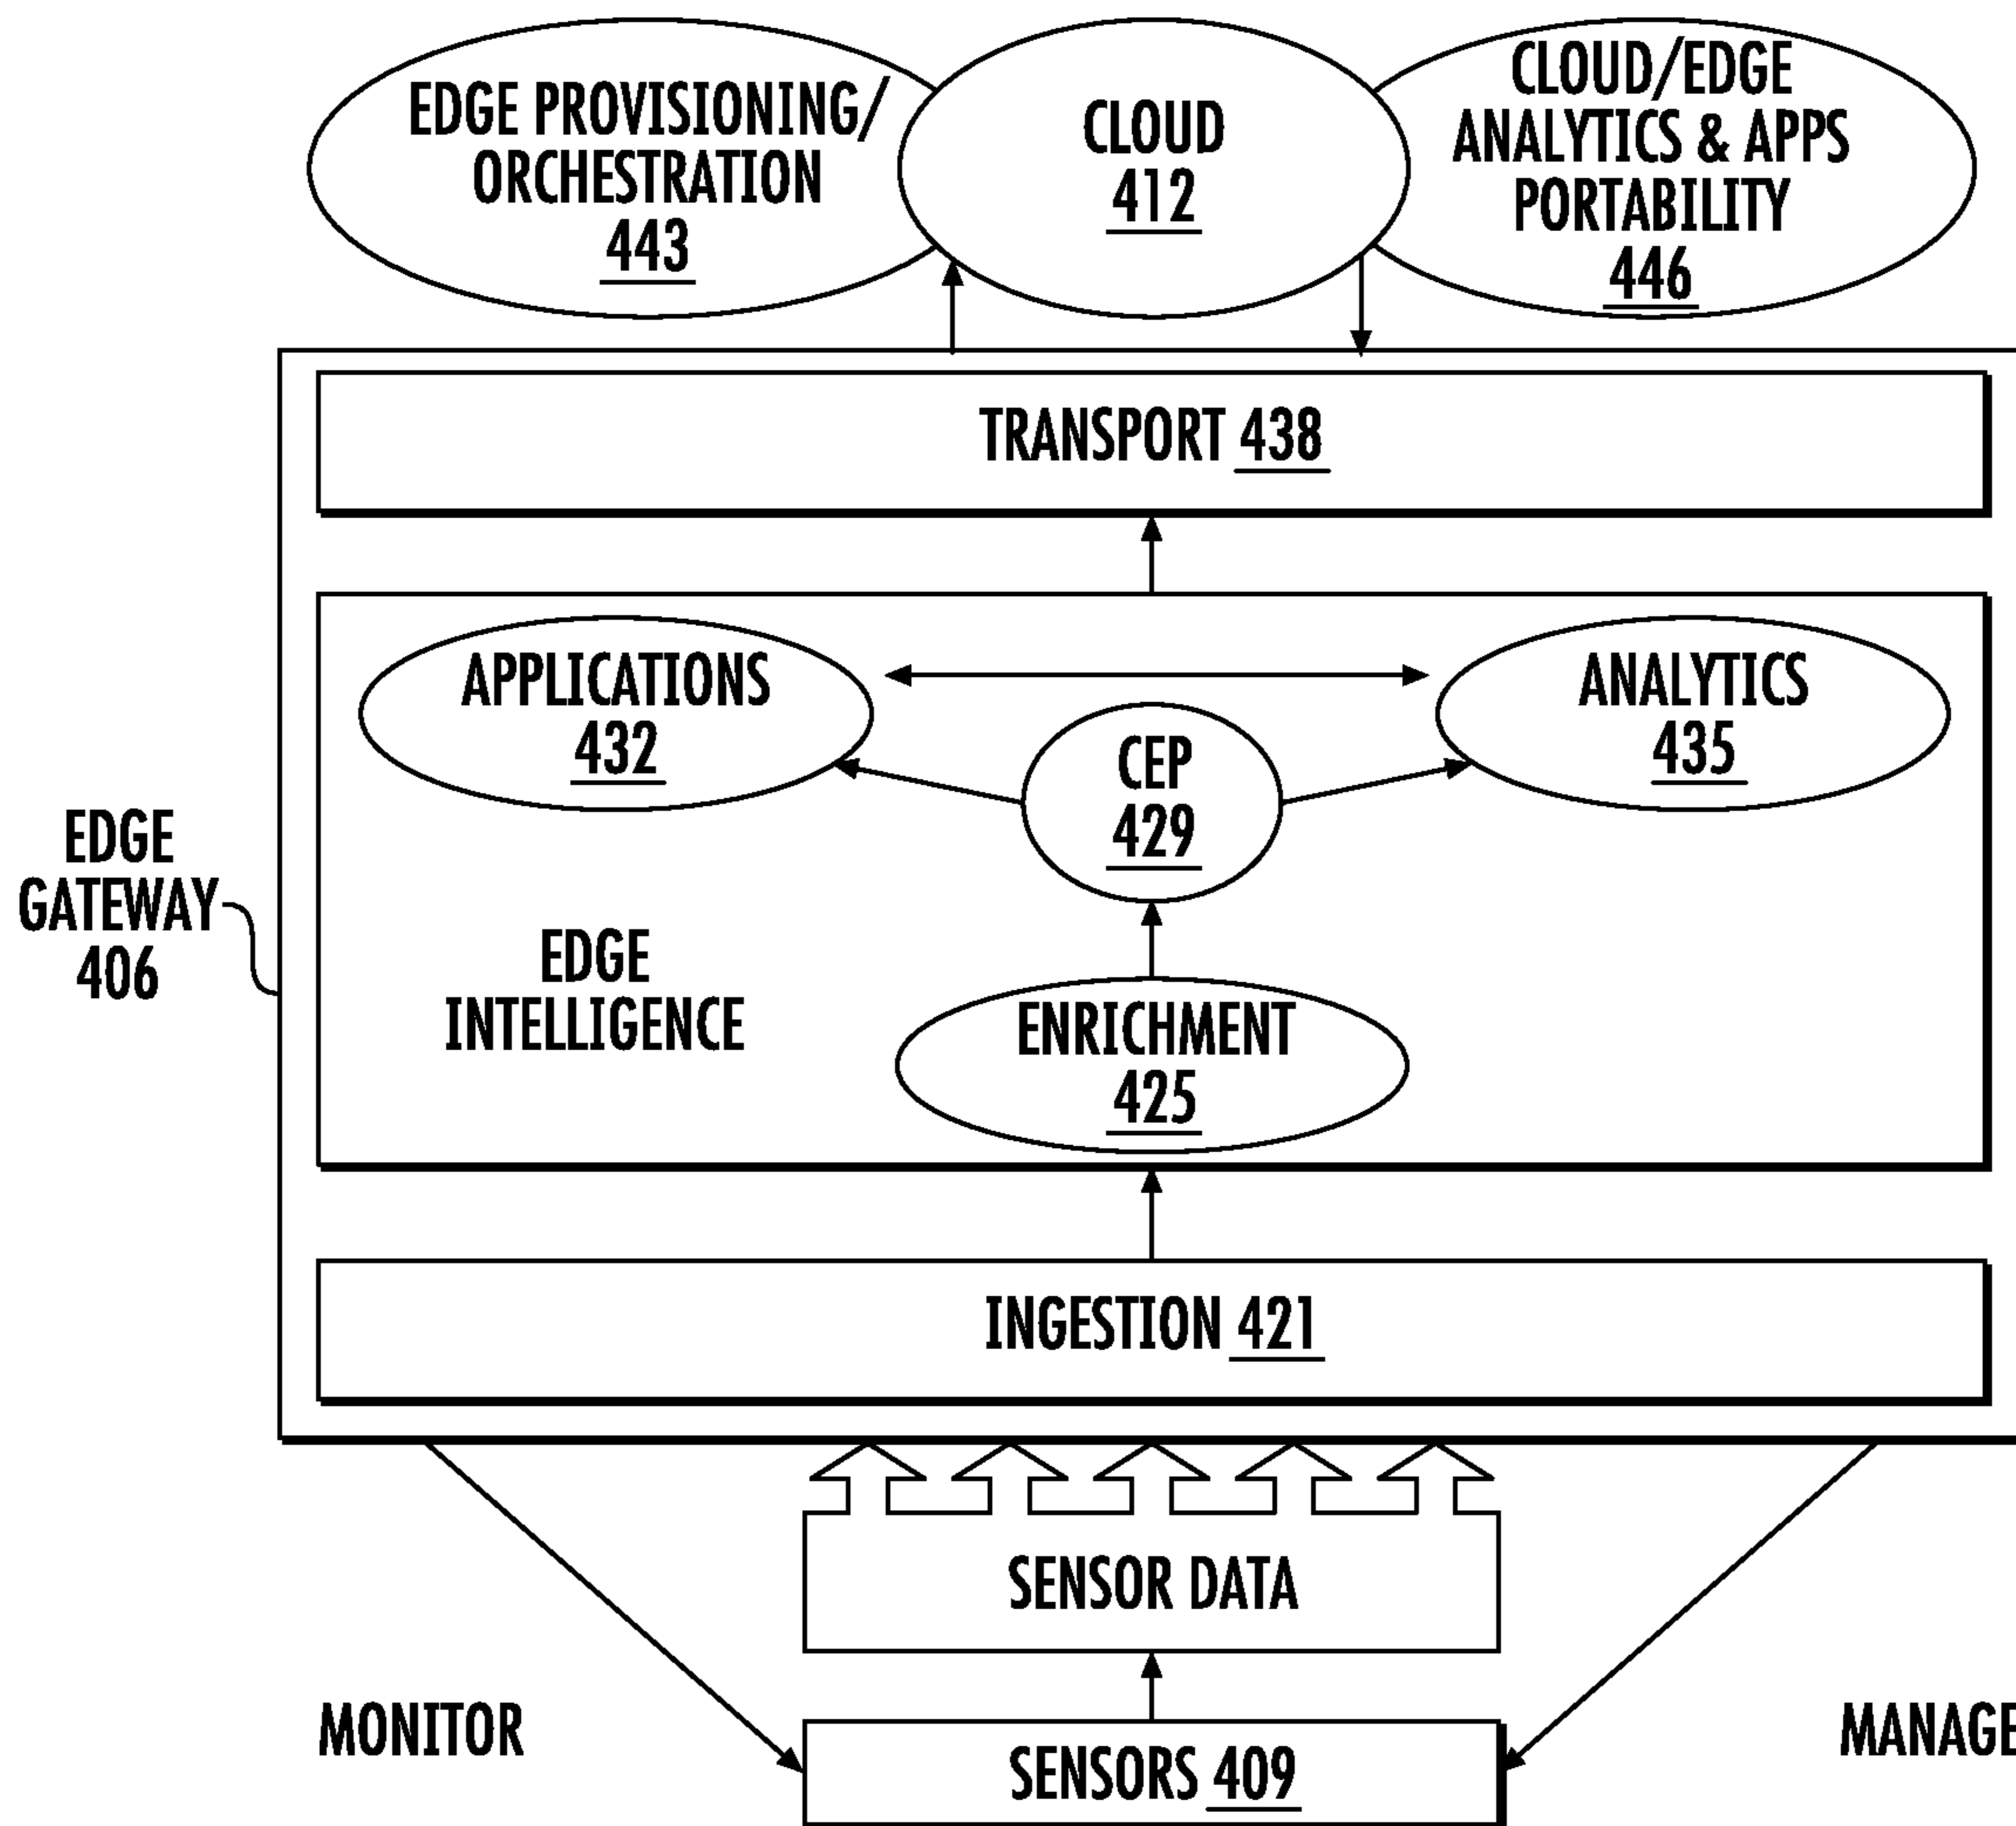 EDGE PROVISIONING/
ORCHESTRATION
443
CLOUD
412
CLOUD/EDGE
ANALYTICS & APPS
PORTABILITY
446
TRANSPORT 438
APPLICATIONS
432
ANALYTICS
435
CEP
429
EDGE
GATEWAY
406
EDGE
INTELLIGENCE
ENRICHMENT
425
INGESTION 421
SENSOR DATA
MONITOR
MANAGE
SENSORS 409